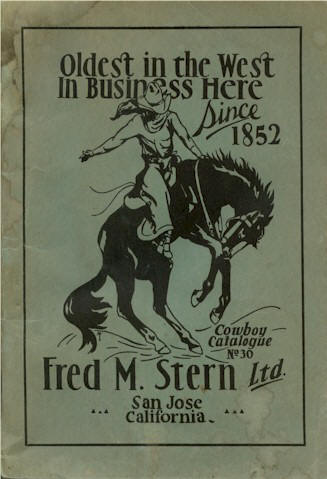 Oldest in the West
In Business Here
Since
1852
Cowboy
Catalogue
No 30
Fred M. Stern Ltd.
San Jose
California